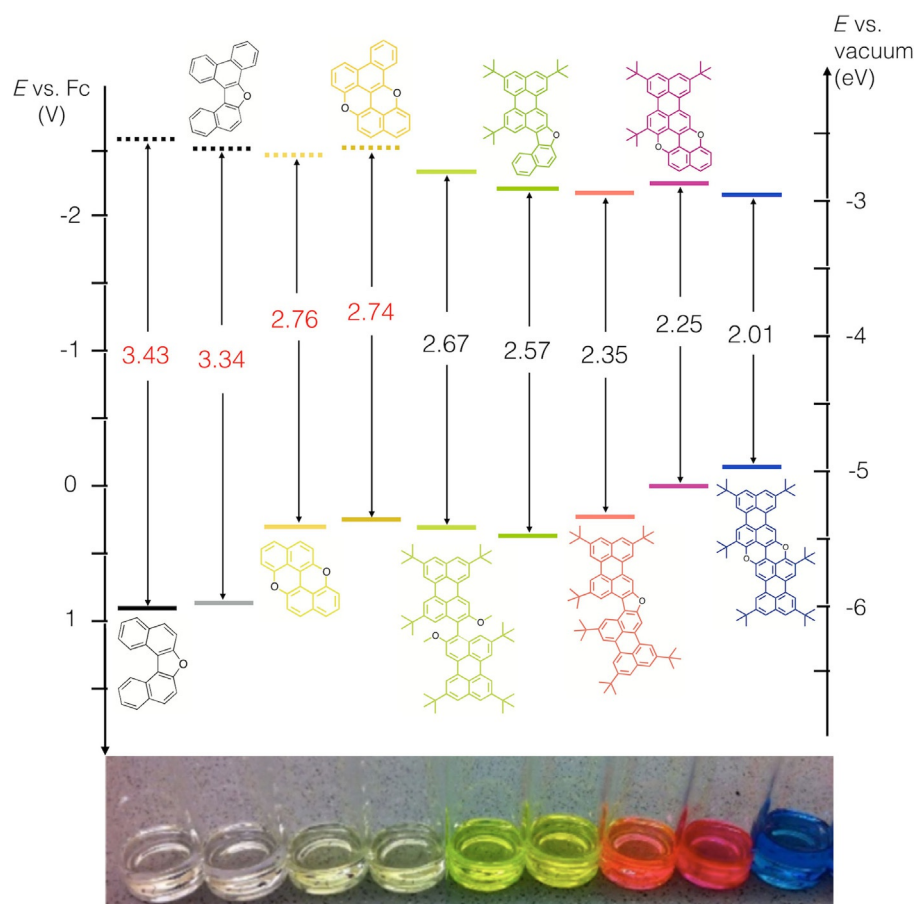 E vs. Fc
(V)
E vs.
vacuum
(eV)
O
O
O
O
O
O
-2
-3
2.76
2.74
2.25
3.43
3.34
2.67
2.57
2.35
2.01
-1
-4
0
-5
O
O
O
O
O
O
O
O
O
1
-6